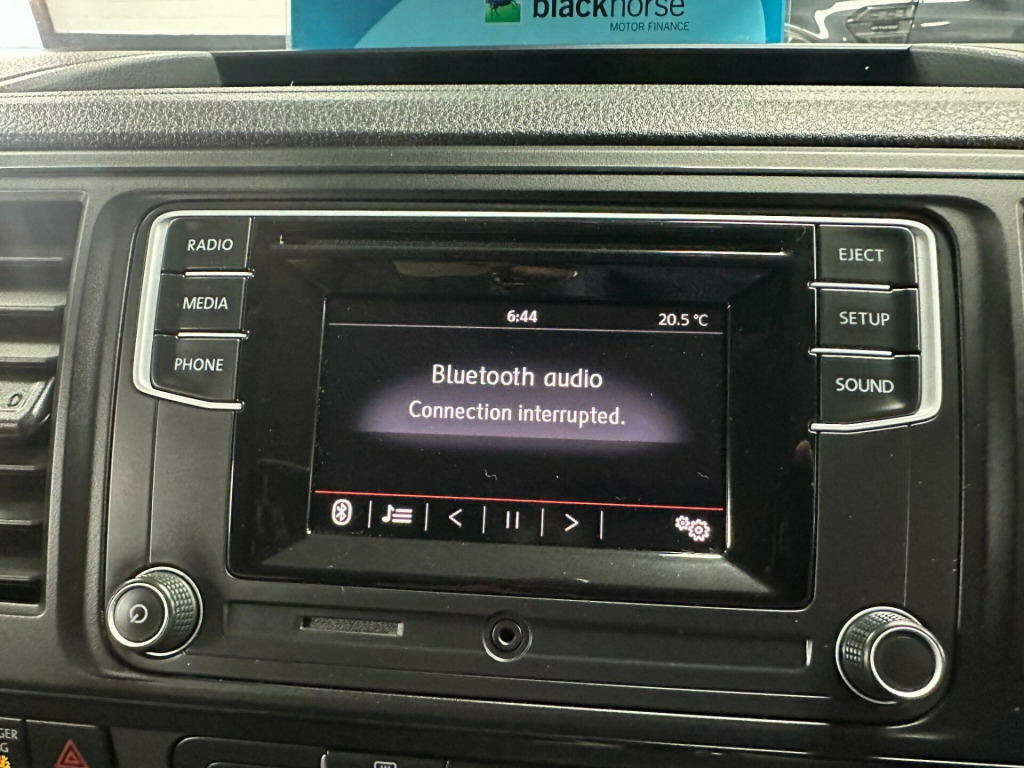 blackhorse
MOTOR FINANCE
RADIO
MEDIA
PHONE
EJECT
SETUP
SOUND
6:44
20.5 °C
Bluetooth audio
Connection interrupted.